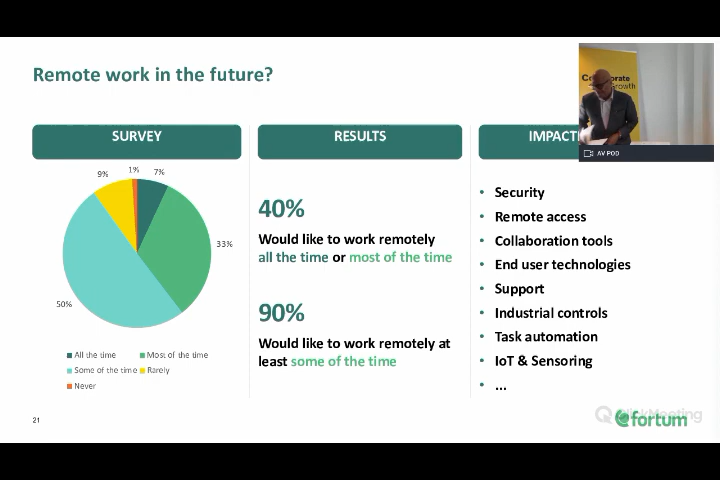 Remote work in the future?
SURVEY
RESULTS
IMPACT
rate
rowth
AV POD
9%
1%
7%
33%
50%
All the time
Most of the time
Some of the time
Rarely
Never
40%
Would like to work remotely
all the time or most of the time
90%
Would like to work remotely at
least some of the time
• Security
• Remote access
• Collaboration tools
• End user technologies
• Support
• Industrial controls
• Task automation
• IoT & Sensoring
• ...
21
ClickMeeting
fortum